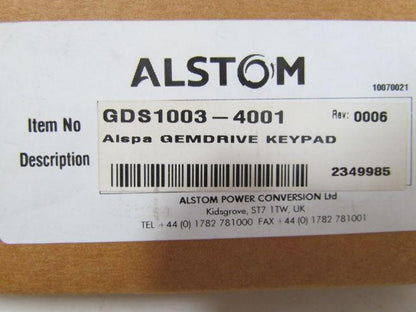 ALSTOM
10070021
Item No GDS1003-4001 Rev: 0006
Description Alspa GEMDRIVE KEYPAD
2349985
ALSTOM POWER CONVERSION Ltd
Kidsgrove, ST7 1TW, UK
TEL +44 (0) 1782 781000 FAX +44 (0) 1782 781001